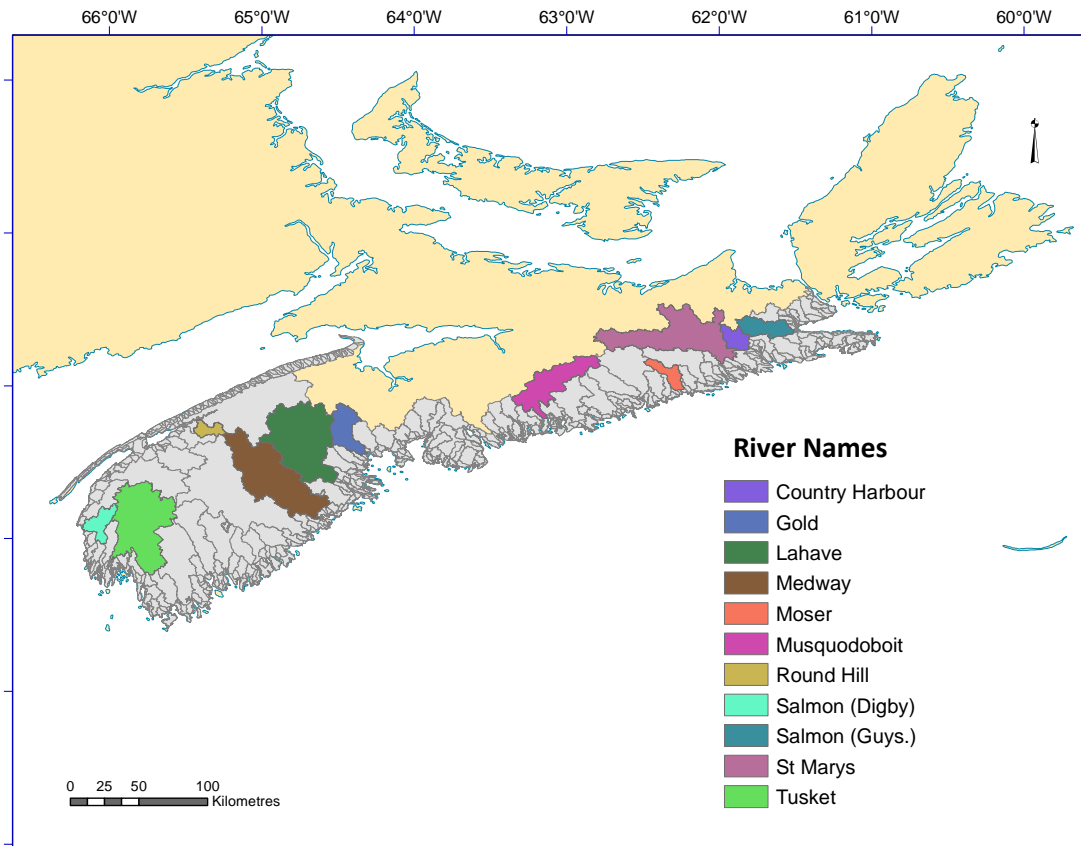 66°0'W 65°0'W 64°0'W 63°0'W 62°0'W 61°0'W 60°0'W
River Names
Country Harbour
Gold
Lahave
Medway
Moser
Musquodoboit
Round Hill
Salmon (Digby)
Salmon (Guys.)
St Marys
Tusket
0 25 50 100
Kilometres